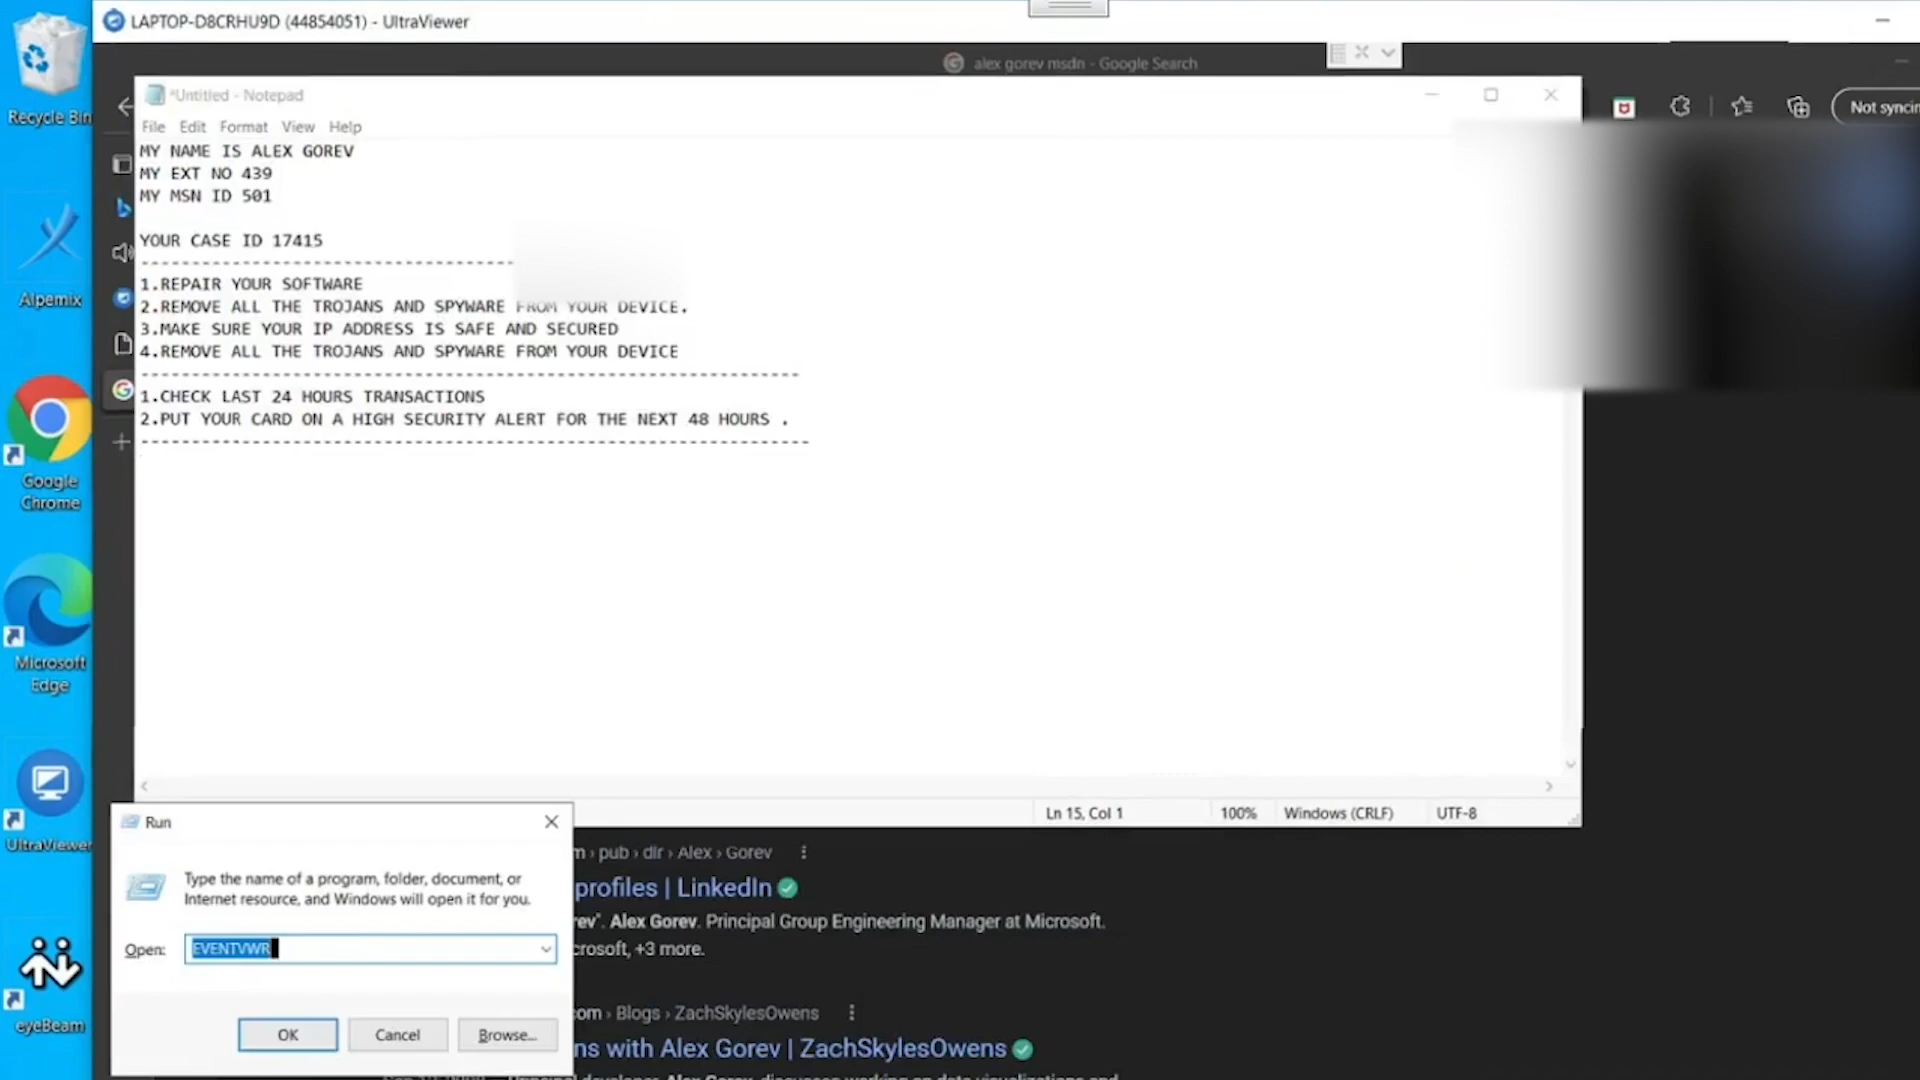 LAPTOP-D8CRHU9D (44854051) - UltraViewer
alex gorev msdn - Google Search
*Untitled - Notepad
File Edit Format View Help
Not syncin
MY NAME IS ALEX GOREV
MY EXT NO 439
MY MSN ID 501
YOUR CASE ID 17415
-------------------------------------
1.REPAIR YOUR SOFTWARE
2.REMOVE ALL THE TROJANS AND SPYWARE FROM YOUR DEVICE.
3.MAKE SURE YOUR IP ADDRESS IS SAFE AND SECURED
4.REMOVE ALL THE TROJANS AND SPYWARE FROM YOUR DEVICE
-----------------------------------------------------------------
1.CHECK LAST 24 HOURS TRANSACTIONS
2.PUT YOUR CARD ON A HIGH SECURITY ALERT FOR THE NEXT 48 HOURS .
------------------------------------------------------------------
Ln 15, Col 1 100% Windows (CRLF) UTF-8
Recycle Bin
Alpemix
Google
Chrome
Microsoft
Edge
UltraViewer
eyeBeam
Run
Type the name of a program, folder, document, or
Internet resource, and Windows will open it for you.
Open: EVENTVWR
OK Cancel Browse...
m › pub › dir › Alex › Gorev
profiles | LinkedIn
rev". Alex Gorev. Principal Group Engineering Manager at Microsoft.
crosoft, +3 more.
com › Blogs › ZachSkylesOwens
ns with Alex Gorev | ZachSkylesOwens